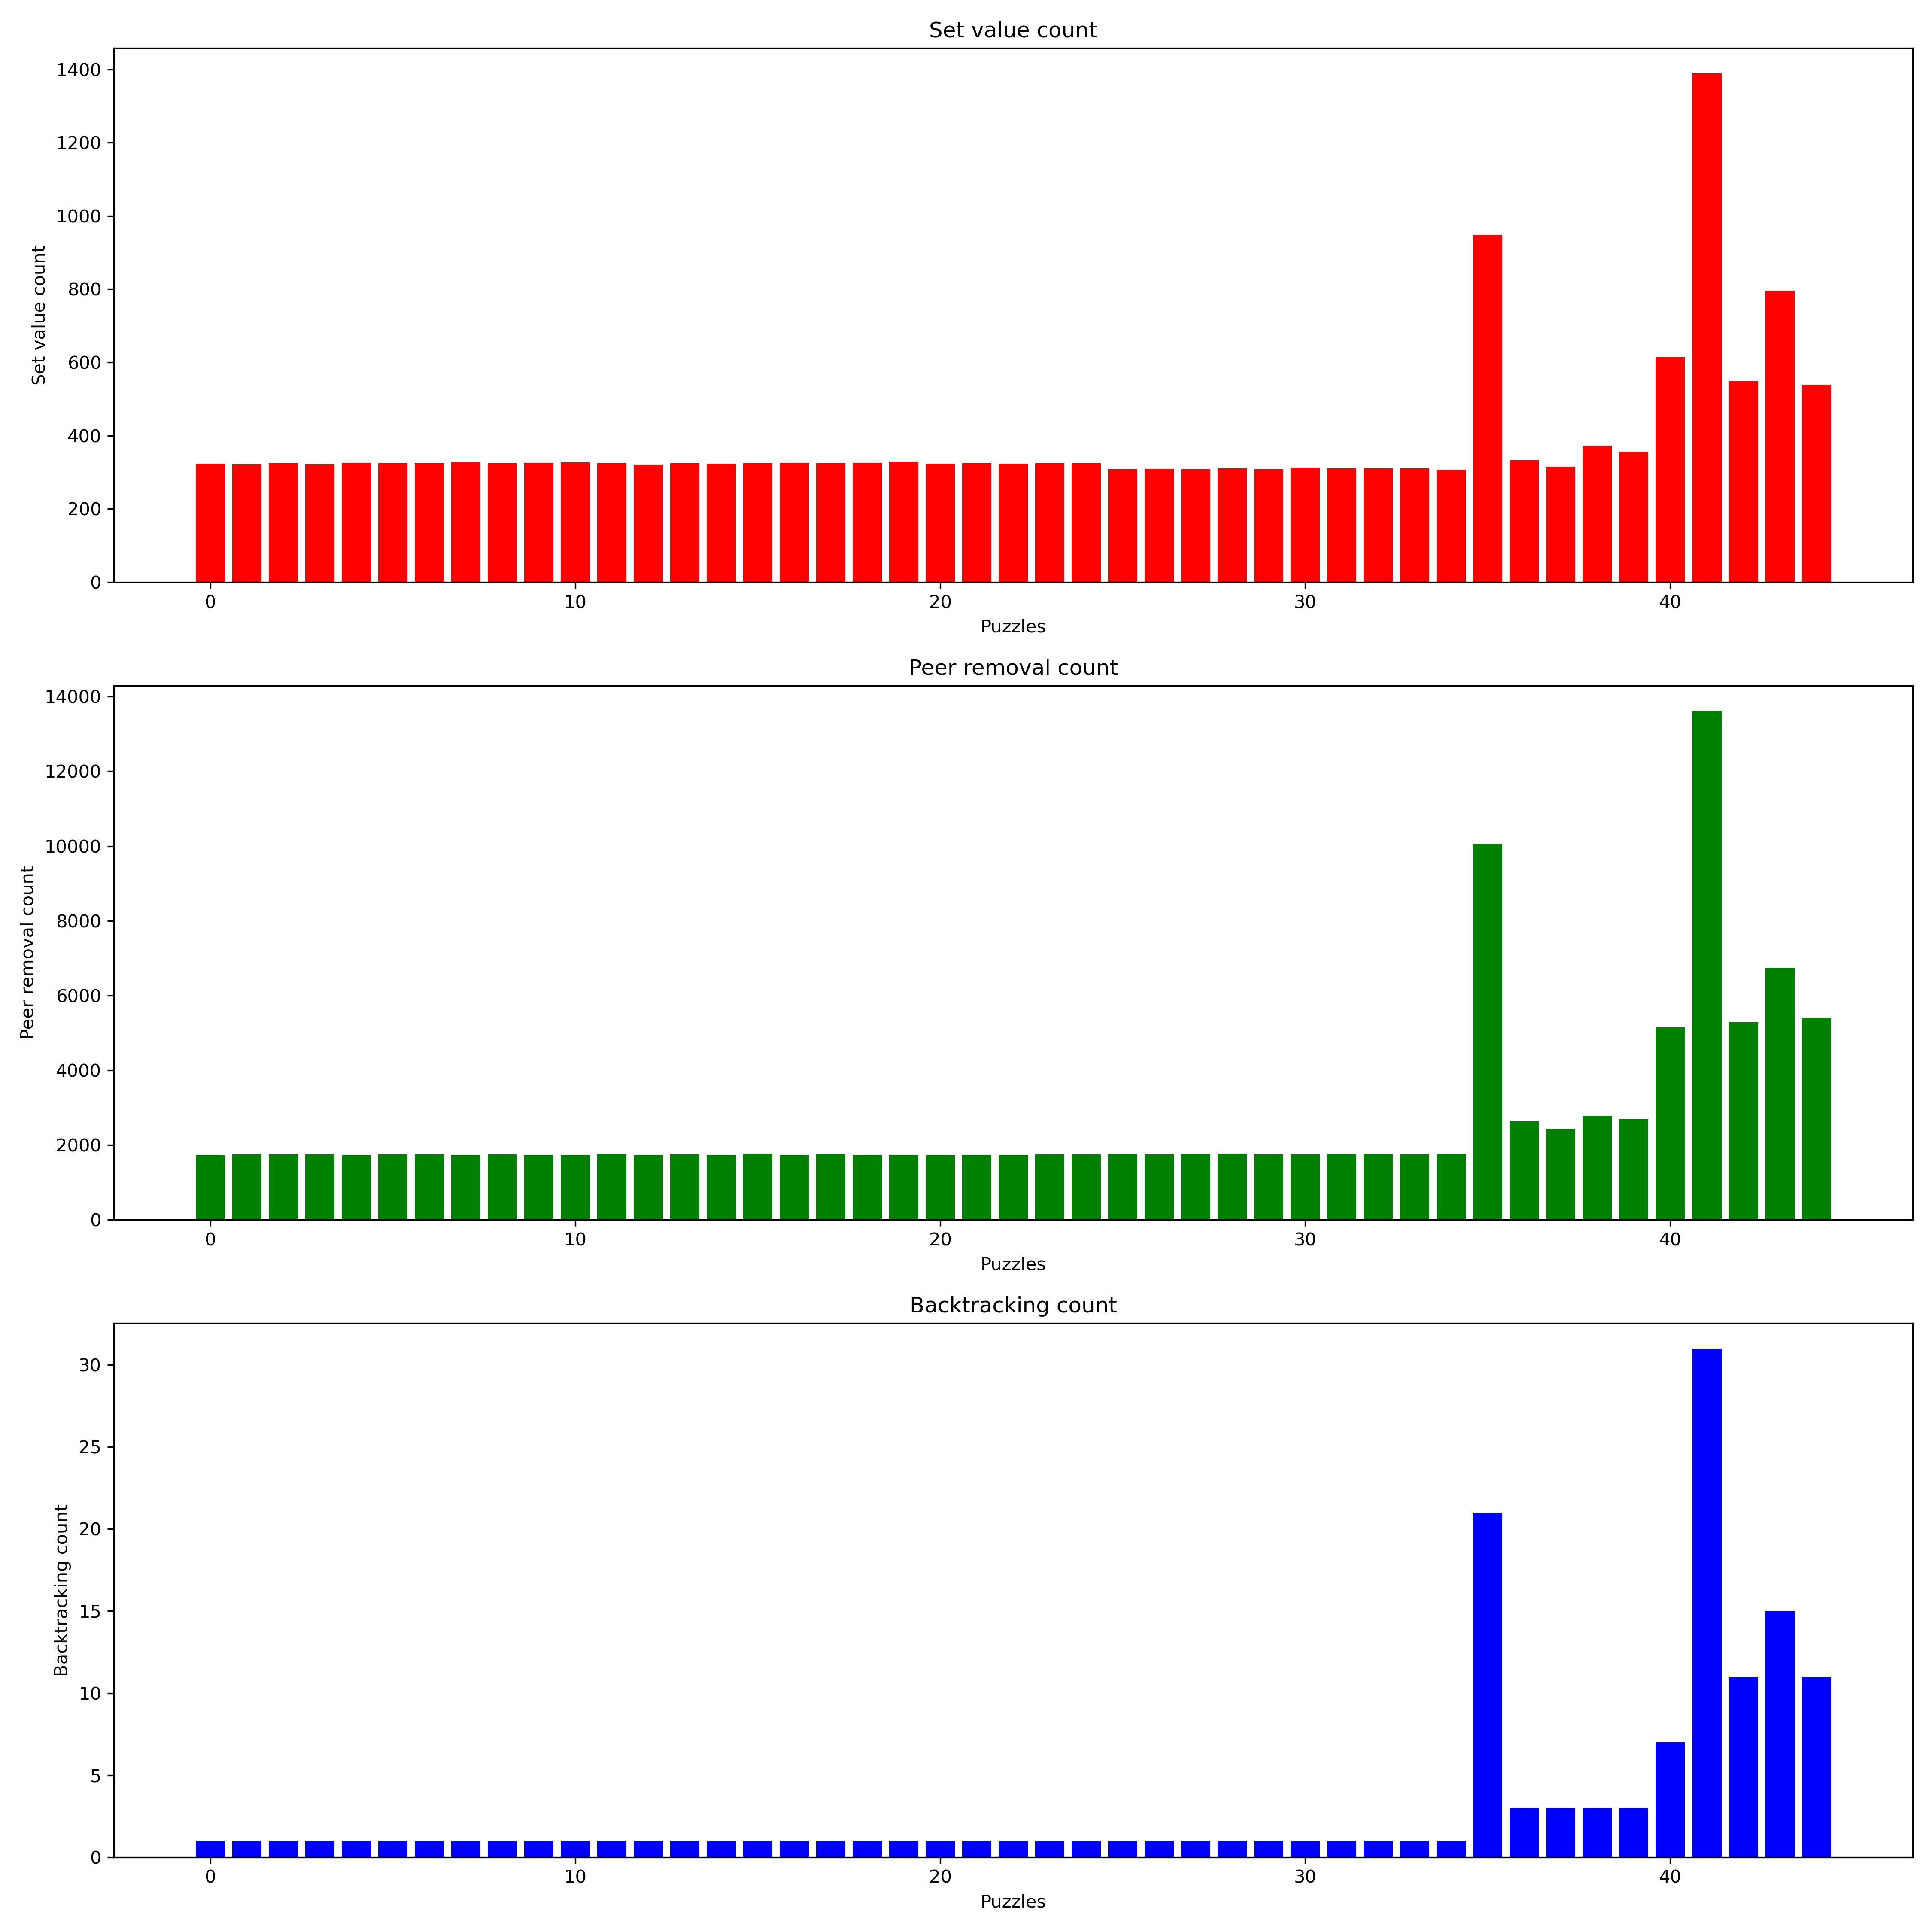 Set value count
Set value count
1400
1200
1000
800
600
400
200
0
0 10 20 30 40
Puzzles
Peer removal count
Peer removal count
14000
12000
10000
8000
6000
4000
2000
0
0 10 20 30 40
Puzzles
Backtracking count
Backtracking count
30
25
20
15
10
5
0
0 10 20 30 40
Puzzles